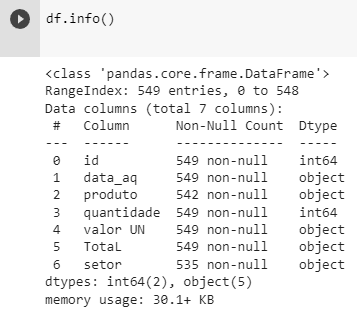 df.info()
<class 'pandas.core.frame.DataFrame'>
RangeIndex: 549 entries, 0 to 548
Data columns (total 7 columns):
 #   Column      Non-Null Count  Dtype
---  ------      --------------  -----
 0   id          549 non-null    int64
 1   data_aq     549 non-null    object
 2   produto     542 non-null    object
 3   quantidade  549 non-null    int64
 4   valor UN    549 non-null    object
 5   TotaL       549 non-null    object
 6   setor       535 non-null    object
dtypes: int64(2), object(5)
memory usage: 30.1+ KB